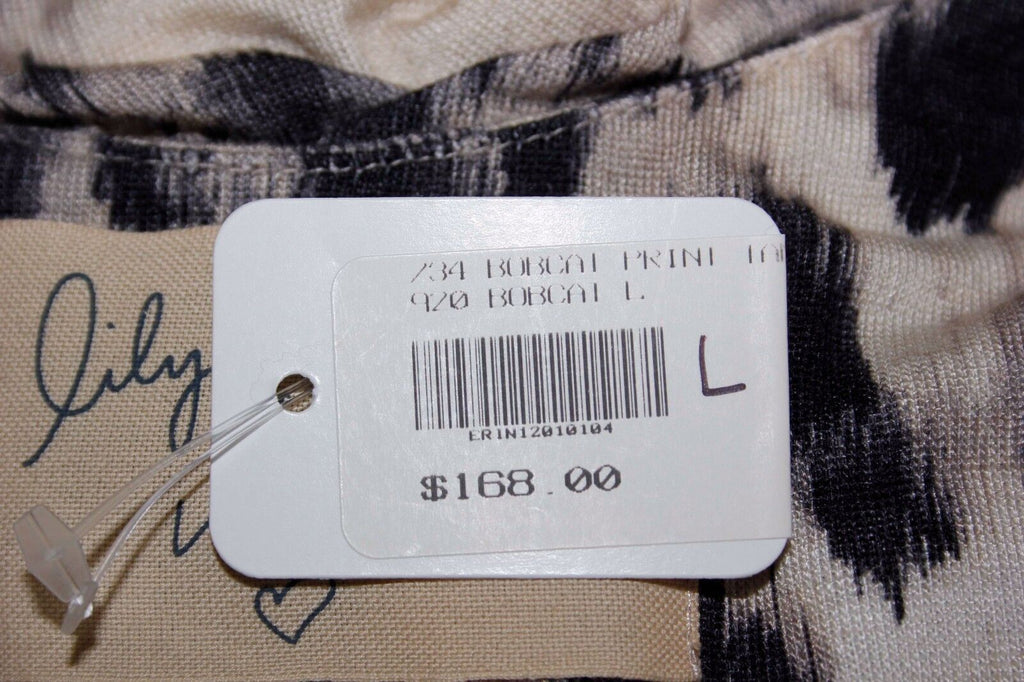 lily
734 BOBCAT PRINT
920 BOBCAT L
L
ERIN12010104
$168.00